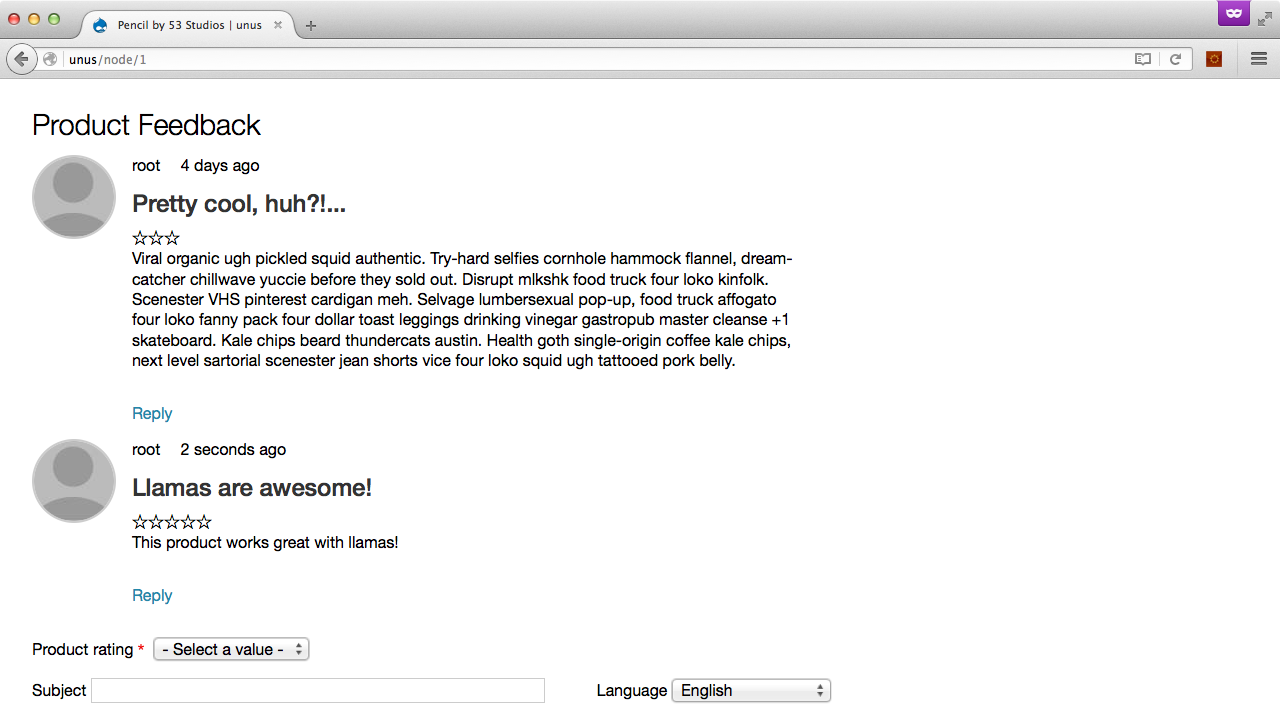 Pencil by 53 Studios | unus
unus/node/1
Product Feedback
root 4 days ago
Pretty cool, huh?!...
☆☆☆
Viral organic ugh pickled squid authentic. Try-hard selfies cornhole hammock flannel, dream-
catcher chillwave yuccie before they sold out. Disrupt mlkshk food truck four loko kinfolk.
Scenester VHS pinterest cardigan meh. Selvage lumbersexual pop-up, food truck affogato
four loko fanny pack four dollar toast leggings drinking vinegar gastropub master cleanse +1
skateboard. Kale chips beard thundercats austin. Health goth single-origin coffee kale chips,
next level sartorial scenester jean shorts vice four loko squid ugh tattooed pork belly.
Reply
root 2 seconds ago
Llamas are awesome!
☆☆☆☆☆
This product works great with llamas!
Reply
Product rating * - Select a value -
Subject Language English